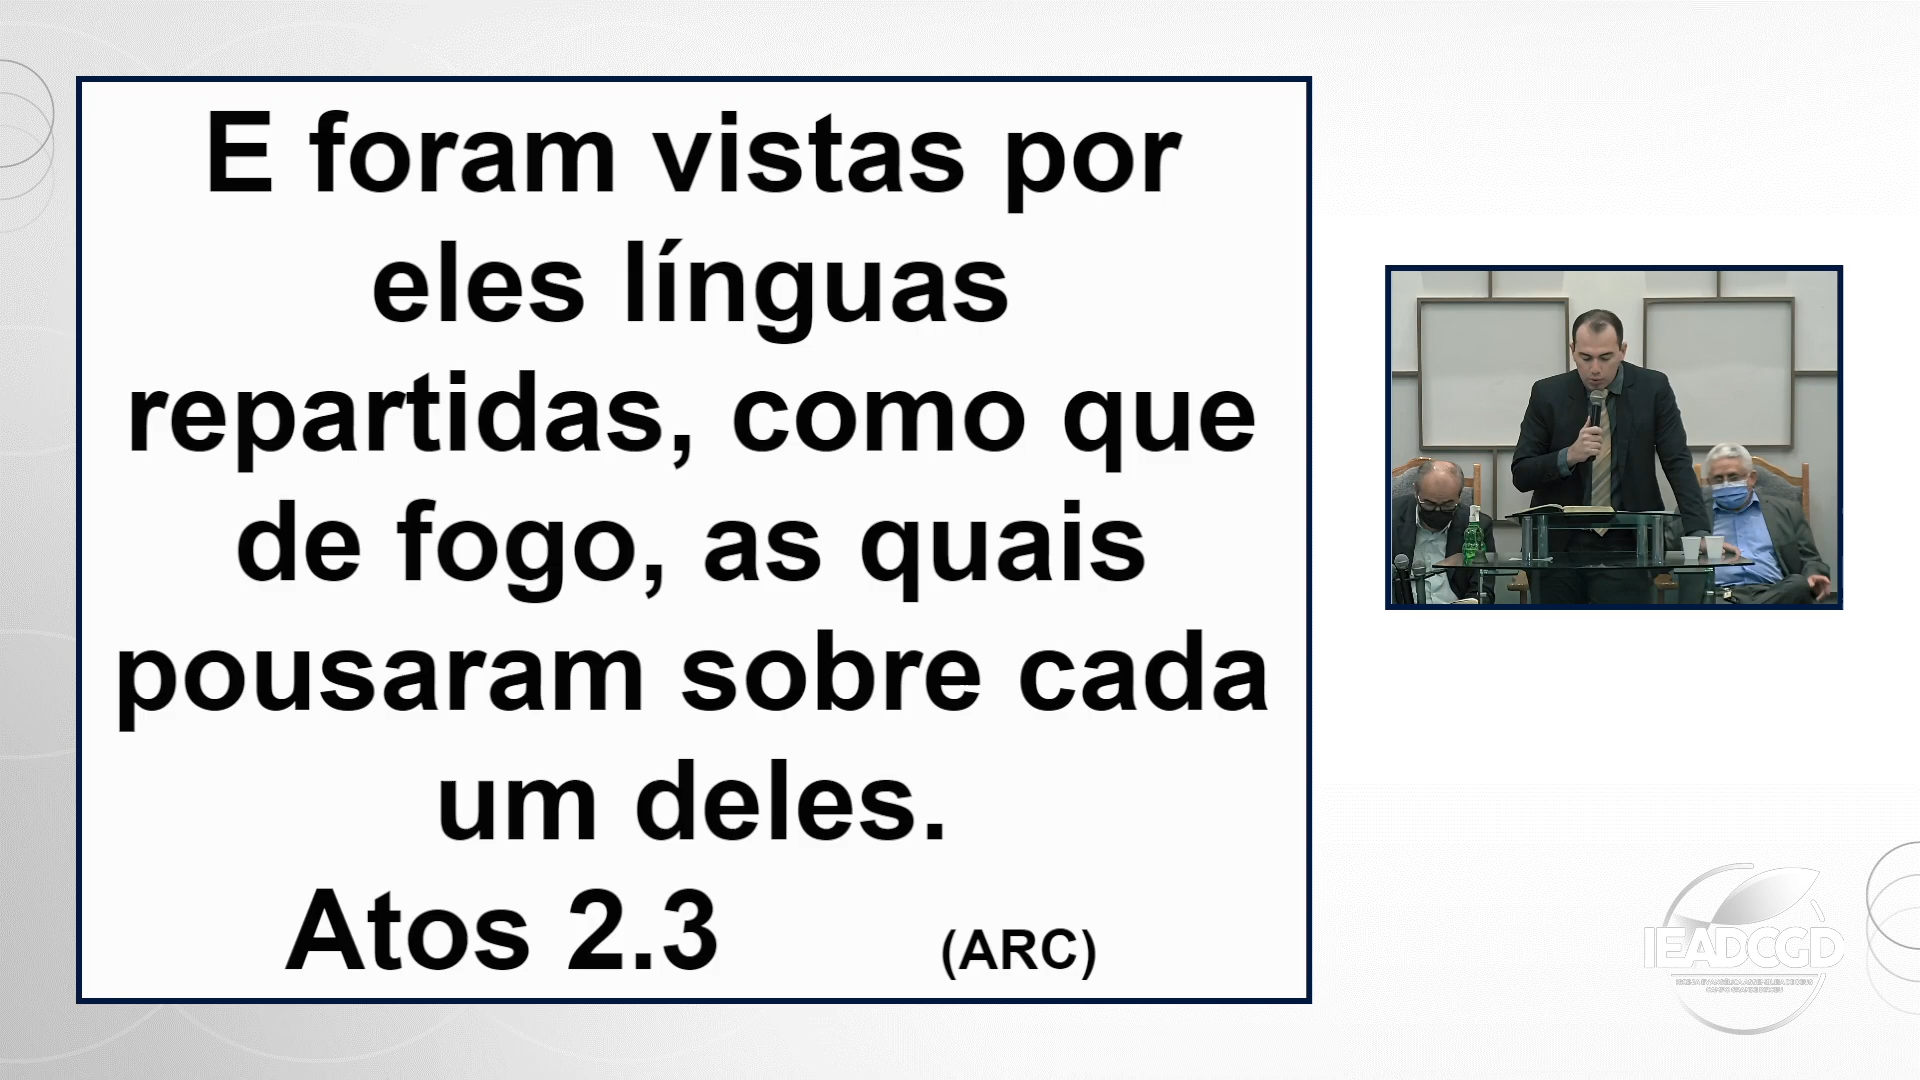 E foram vistas por
eles línguas
repartidas, como que
de fogo, as quais
pousaram sobre cada
um deles.
Atos 2.3 (ARC)
IEADCGD